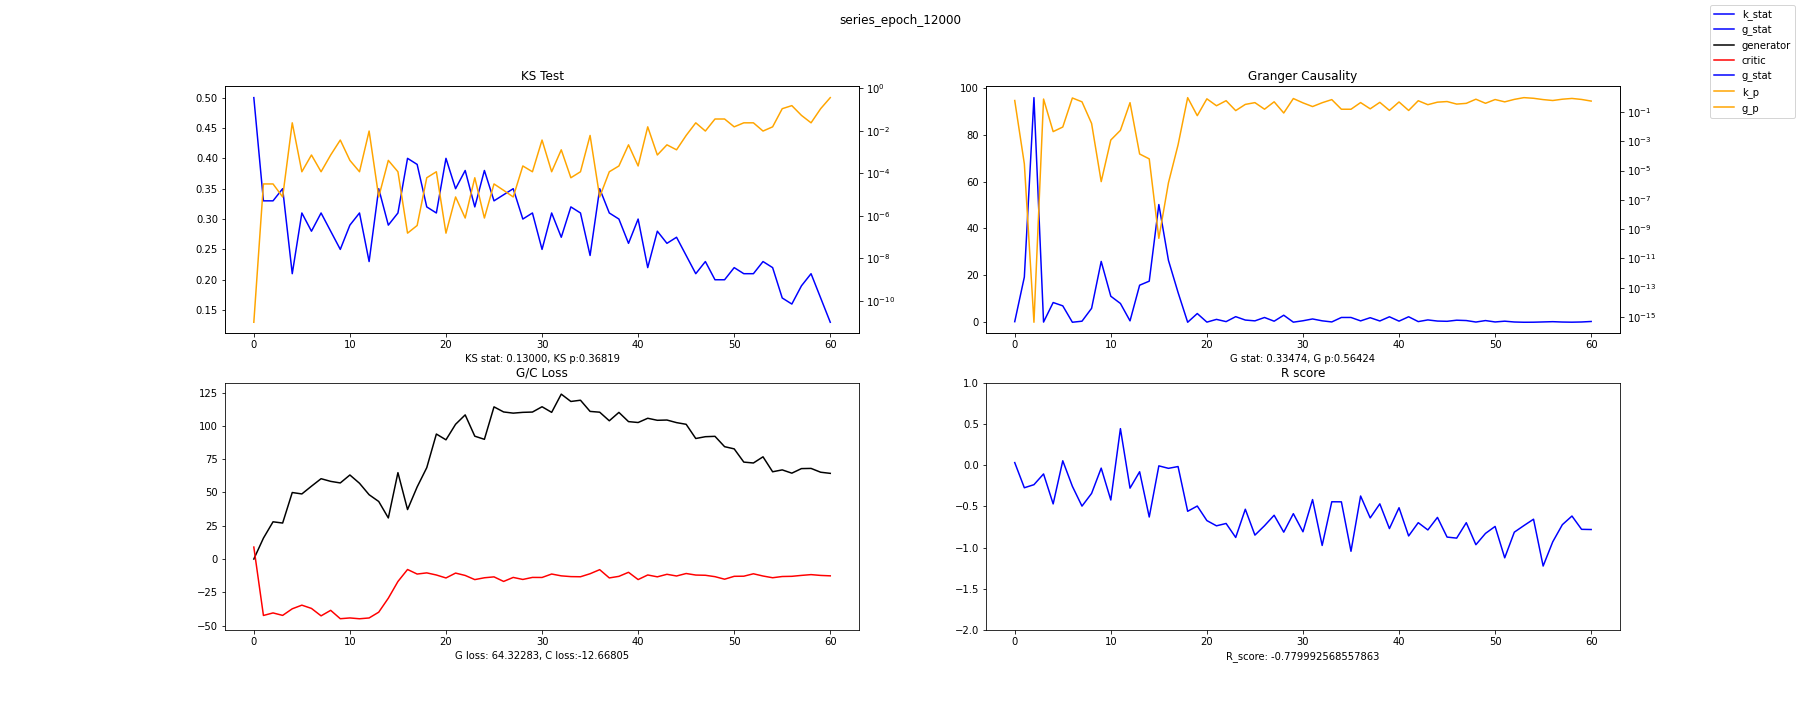 series_epoch_12000
k_stat
g_stat
generator
critic
g_stat
k_p
g_p
KS Test
0.50
0.45
0.40
0.35
0.30
0.25
0.20
0.15
10^0
10^-2
10^-4
10^-6
10^-8
10^-10
0 10 20 30 40 50 60
KS stat: 0.13000, KS p:0.36819
Granger Causality
100
80
60
40
20
0
10^-1
10^-3
10^-5
10^-7
10^-9
10^-11
10^-13
10^-15
0 10 20 30 40 50 60
G stat: 0.33474, G p:0.56424
G/C Loss
125
100
75
50
25
0
−25
−50
0 10 20 30 40 50 60
G loss: 64.32283, C loss:-12.66805
R score
1.0
0.5
0.0
−0.5
−1.0
−1.5
−2.0
0 10 20 30 40 50 60
R_score: -0.779992568557863